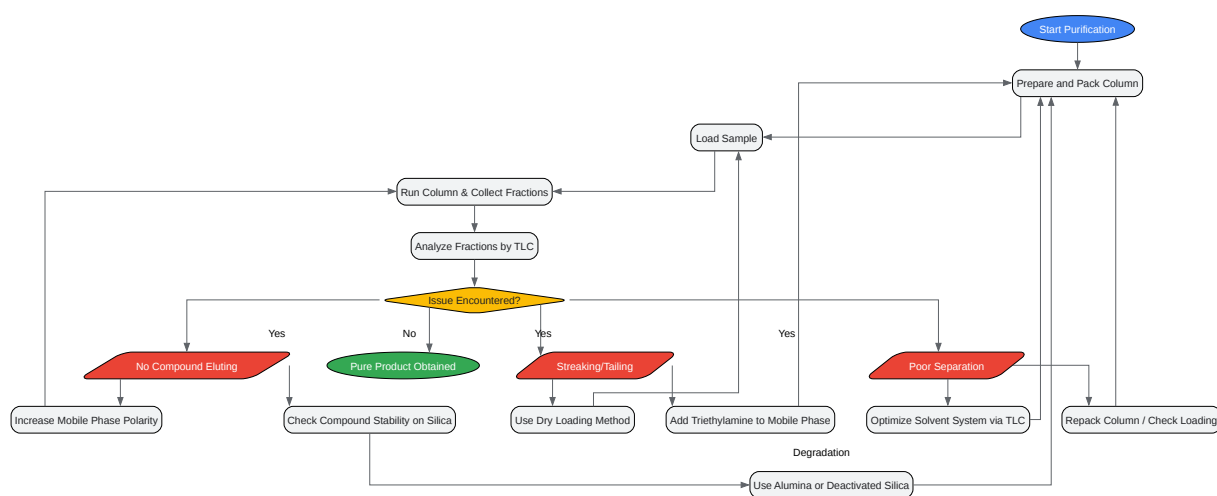 Start Purification
Prepare and Pack Column
Load Sample
Run Column & Collect Fractions
Analyze Fractions by TLC
Issue Encountered?
Yes
No
Yes
Yes
No Compound Eluting
Pure Product Obtained
Streaking/Tailing
Poor Separation
Increase Mobile Phase Polarity
Check Compound Stability on Silica
Use Dry Loading Method
Add Triethylamine to Mobile Phase
Optimize Solvent System via TLC
Repack Column / Check Loading
Degradation
Use Alumina or Deactivated Silica